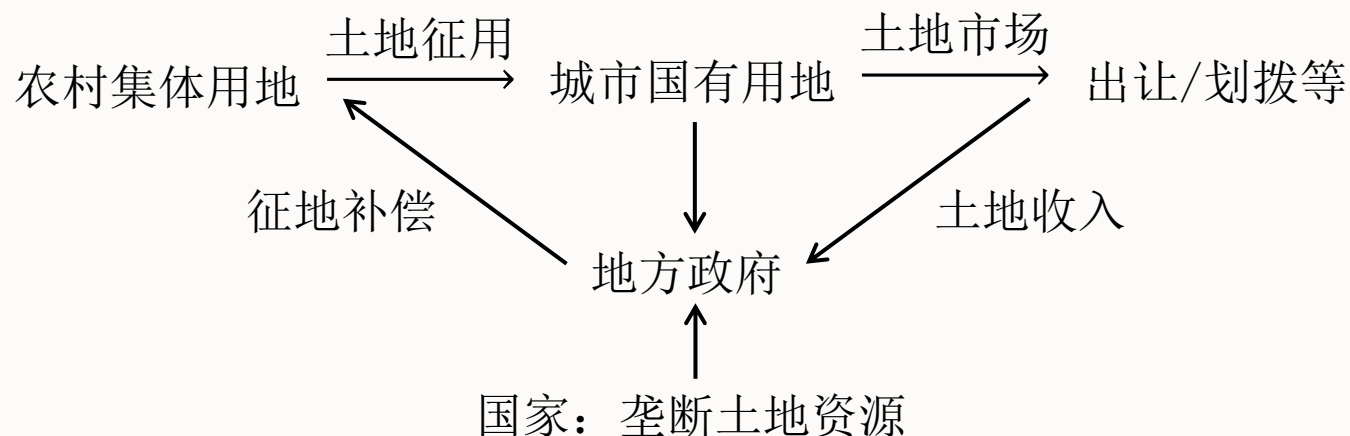 土地征用
土地市场
农村集体用地
城市国有用地
出让/划拨等
征地补偿
土地收入
地方政府
国家：垄断土地资源